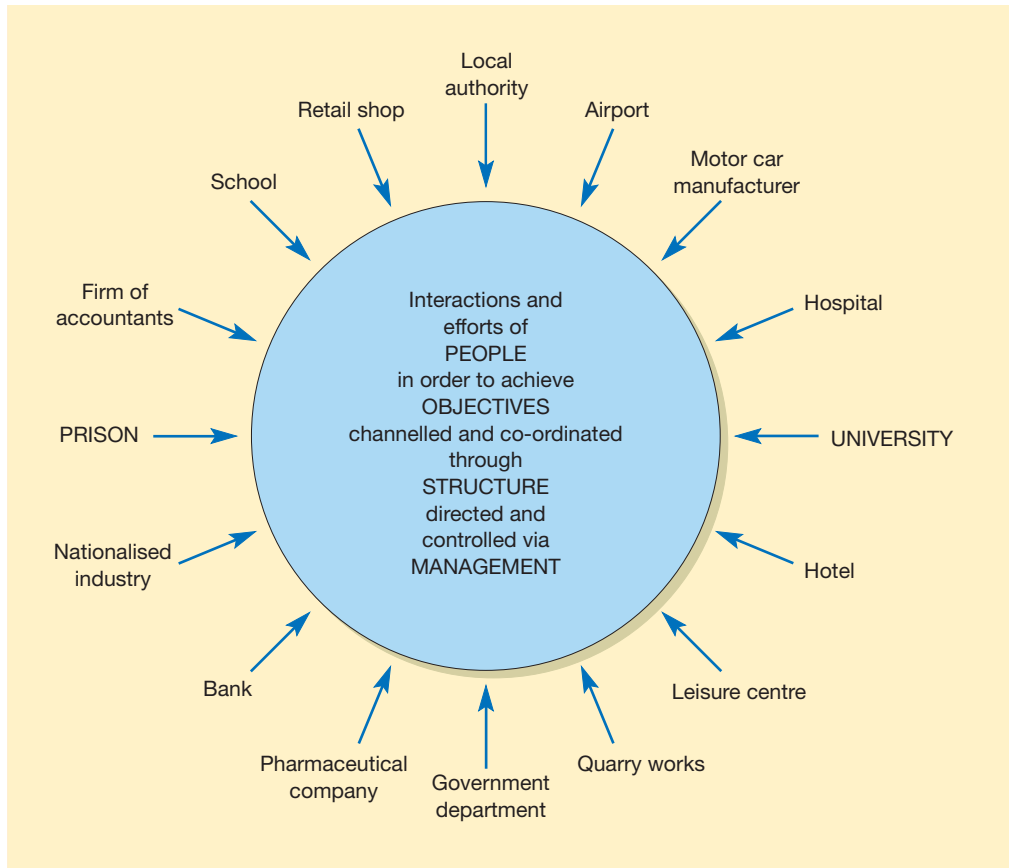 Local
authority
Retail shop
Airport
Motor car
manufacturer
School
Firm of
accountants
Hospital
Interactions and
efforts of
PEOPLE
in order to achieve
OBJECTIVES
channelled and co-ordinated
through
STRUCTURE
directed and
controlled via
MANAGEMENT
PRISON
UNIVERSITY
Nationalised
industry
Hotel
Bank
Leisure centre
Pharmaceutical
company
Government
department
Quarry works